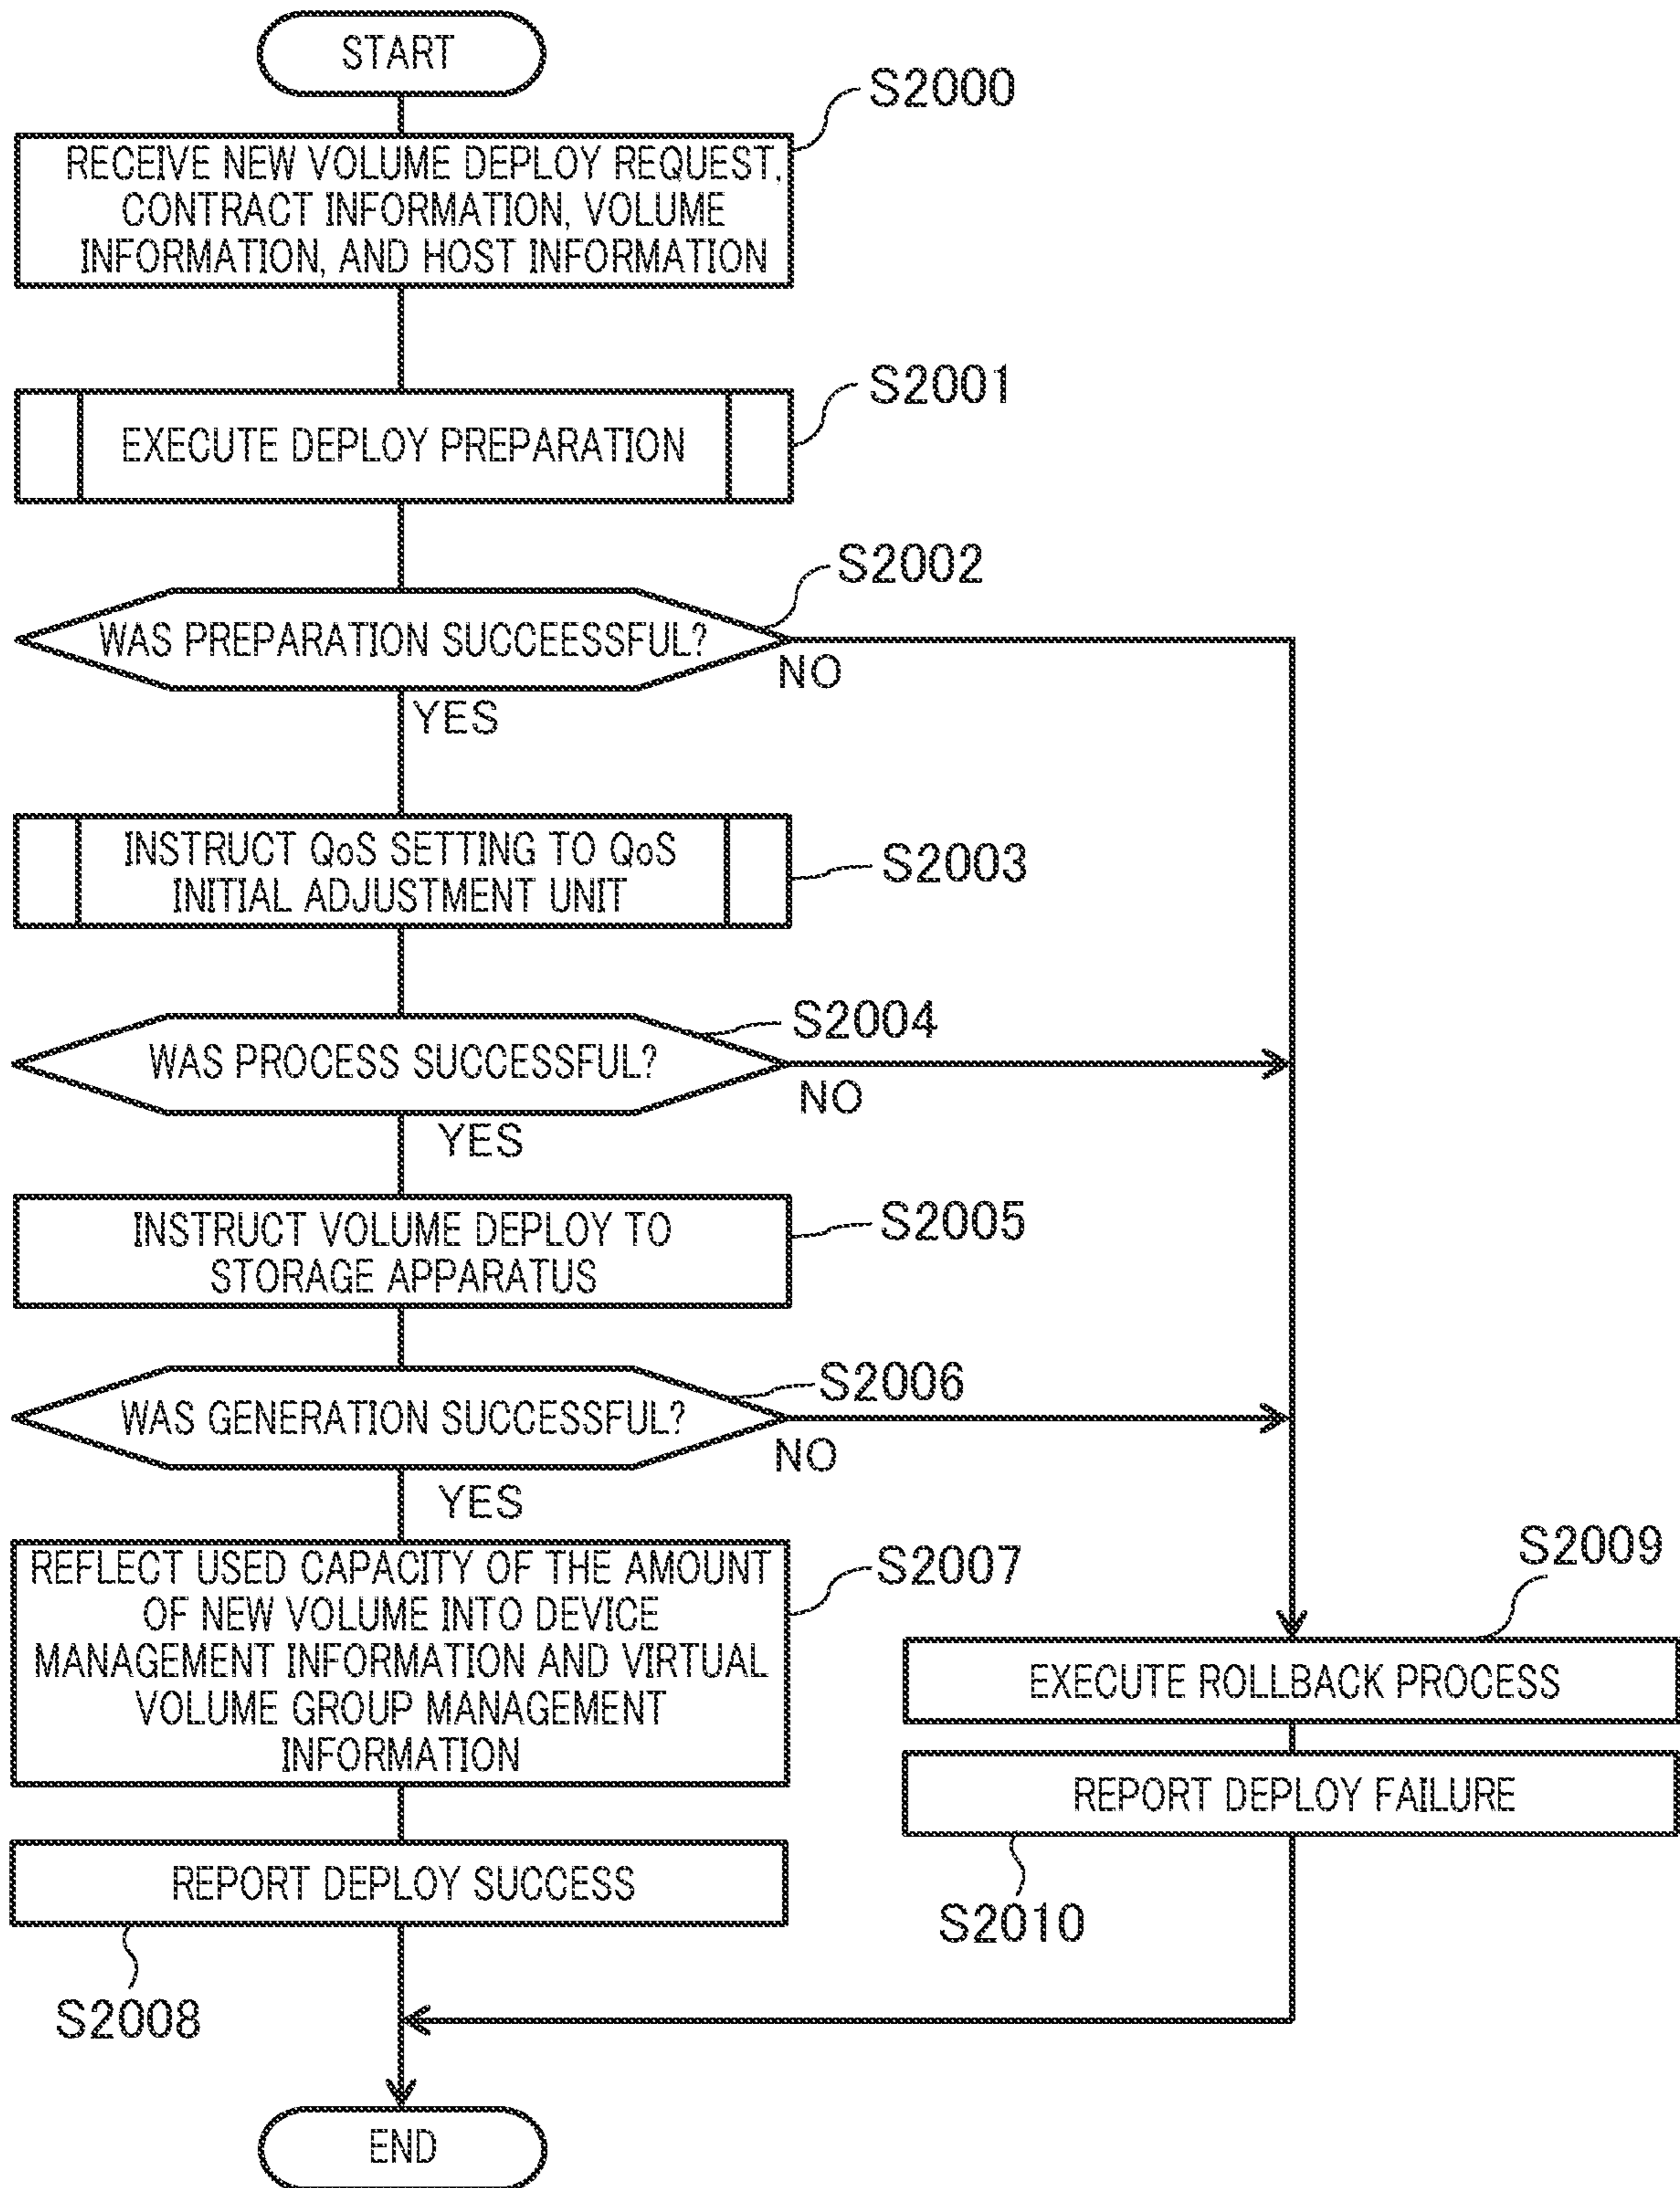 START
S2000
RECEIVE NEW VOLUME DEPLOY REQUEST,
CONTRACT INFORMATION, VOLUME
INFORMATION, AND HOST INFORMATION
S2001
EXECUTE DEPLOY PREPARATION
S2002
WAS PREPARATION SUCCEESSFUL?
NO
YES
INSTRUCT QoS SETTING TO QoS
INITIAL ADJUSTMENT UNIT
S2003
S2004
WAS PROCESS SUCCESSFUL?
NO
YES
INSTRUCT VOLUME DEPLOY TO
STORAGE APPARATUS
S2005
S2006
WAS GENERATION SUCCESSFUL?
NO
YES
REFLECT USED CAPACITY OF THE AMOUNT
OF NEW VOLUME INTO DEVICE
MANAGEMENT INFORMATION AND VIRTUAL
VOLUME GROUP MANAGEMENT
INFORMATION
S2007
S2009
EXECUTE ROLLBACK PROCESS
REPORT DEPLOY FAILURE
S2010
REPORT DEPLOY SUCCESS
S2008
END